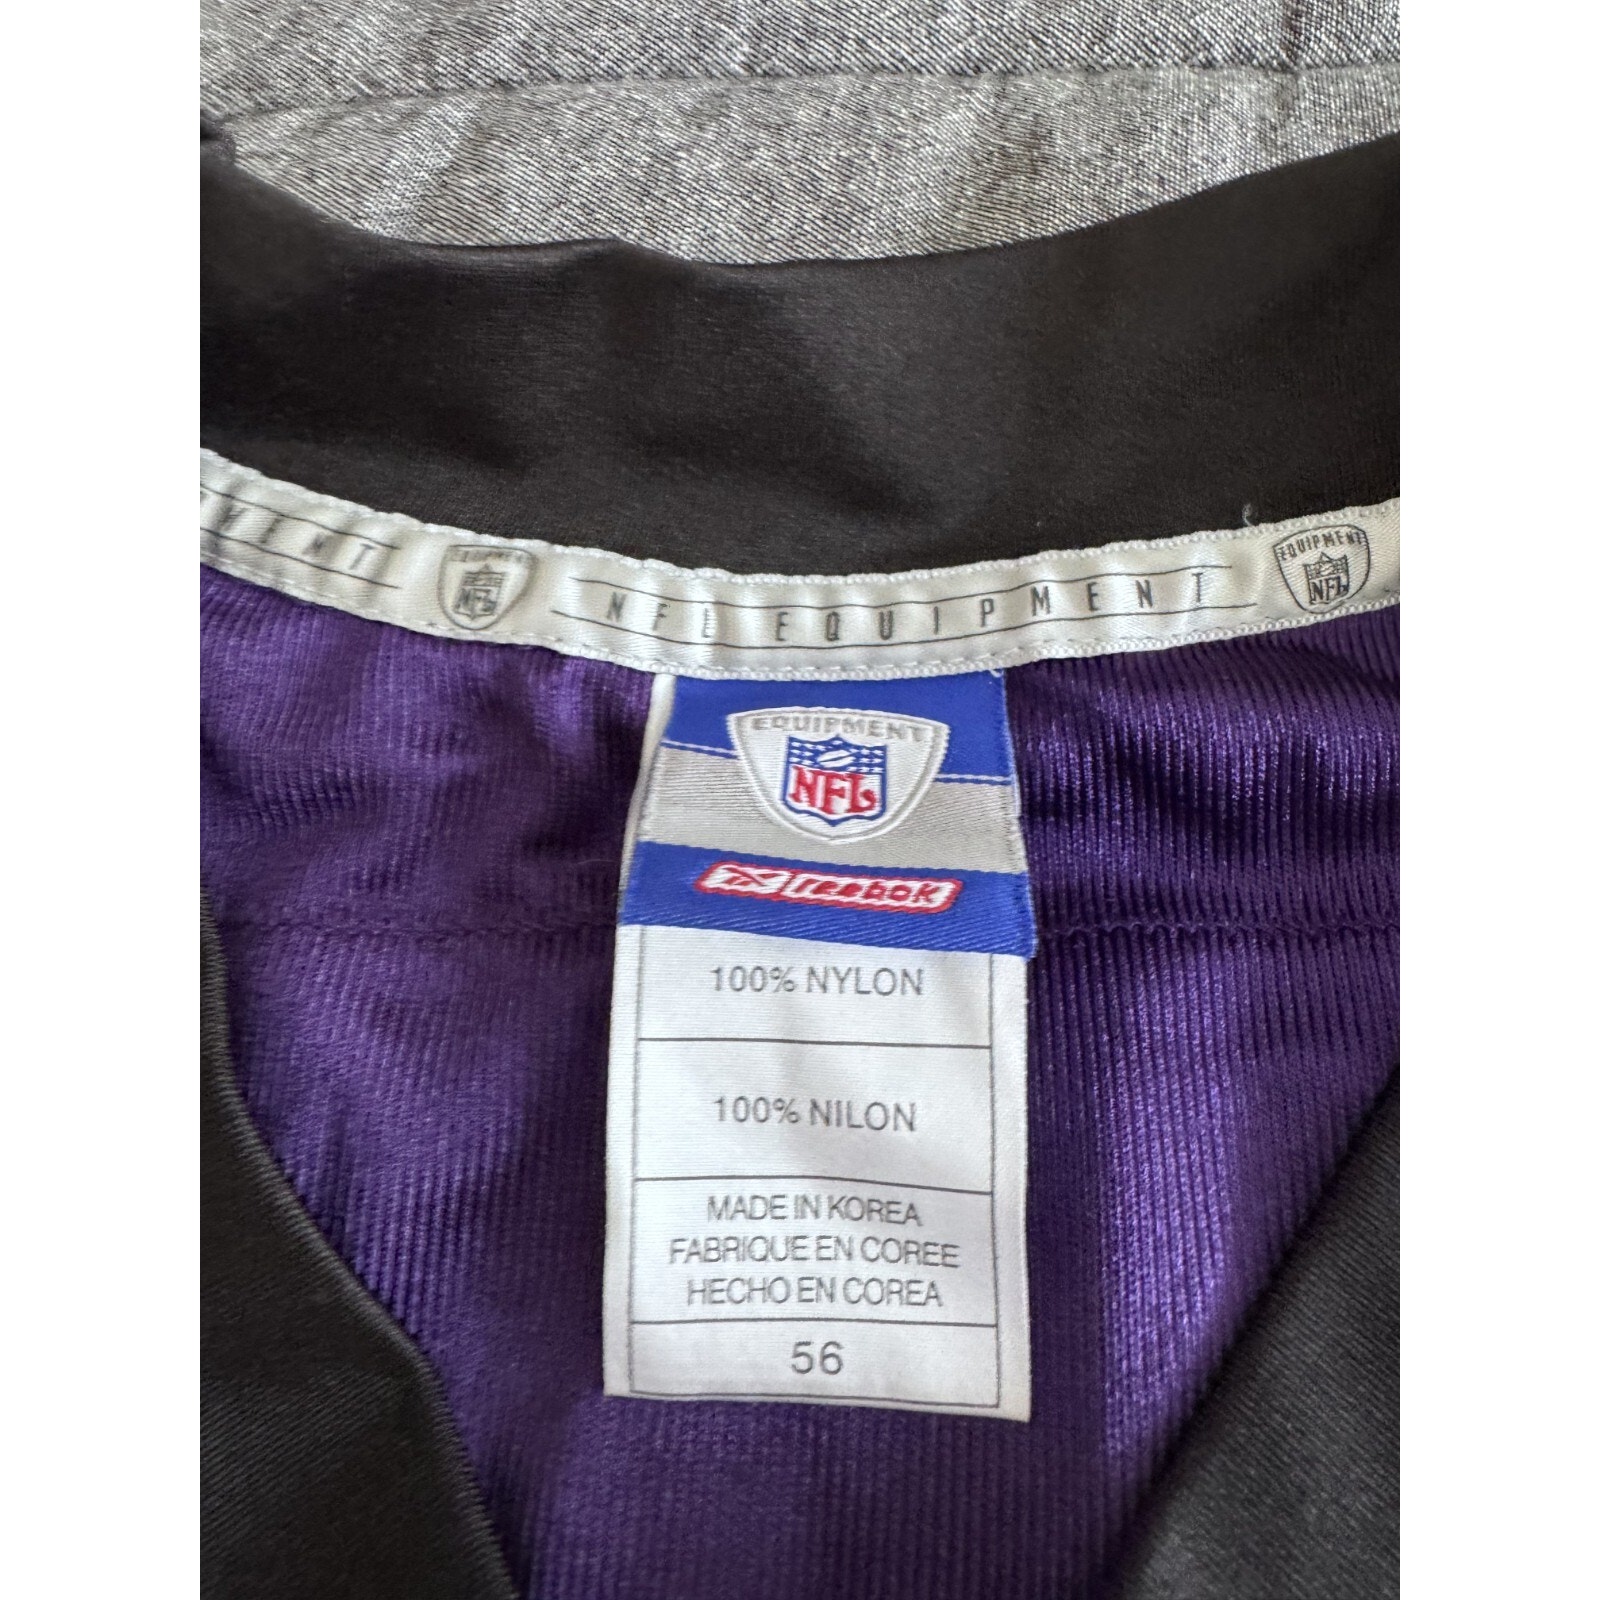 PMENT
EQUIPMENT
NFL
NFL EQUIPMENT
EQUIPMENT
NFL
EQUIPMENT
NFL
Reebok
100% NYLON
100% NILON
MADE IN KOREA
FABRIQUE EN COREE
HECHO EN COREA
56